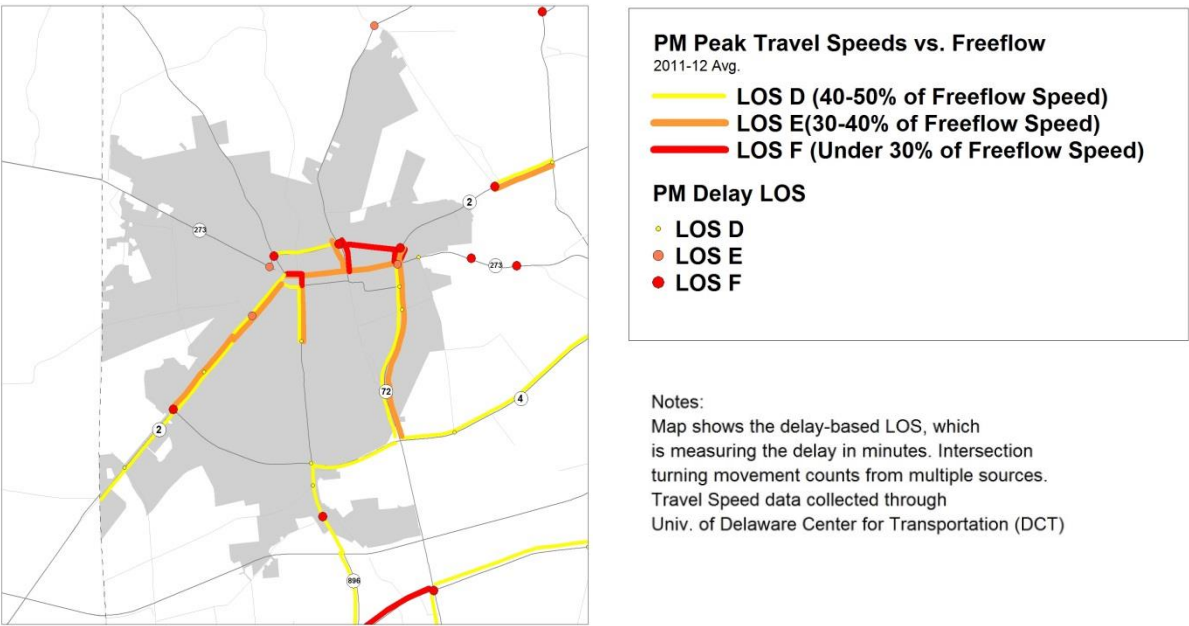 2
273
273
72
4
2
896
PM Peak Travel Speeds vs. Freeflow
2011-12 Avg.
LOS D (40-50% of Freeflow Speed)
LOS E(30-40% of Freeflow Speed)
LOS F (Under 30% of Freeflow Speed)
PM Delay LOS
LOS D
LOS E
LOS F
Notes:
Map shows the delay-based LOS, which
is measuring the delay in minutes. Intersection
turning movement counts from multiple sources.
Travel Speed data collected through
Univ. of Delaware Center for Transportation (DCT)